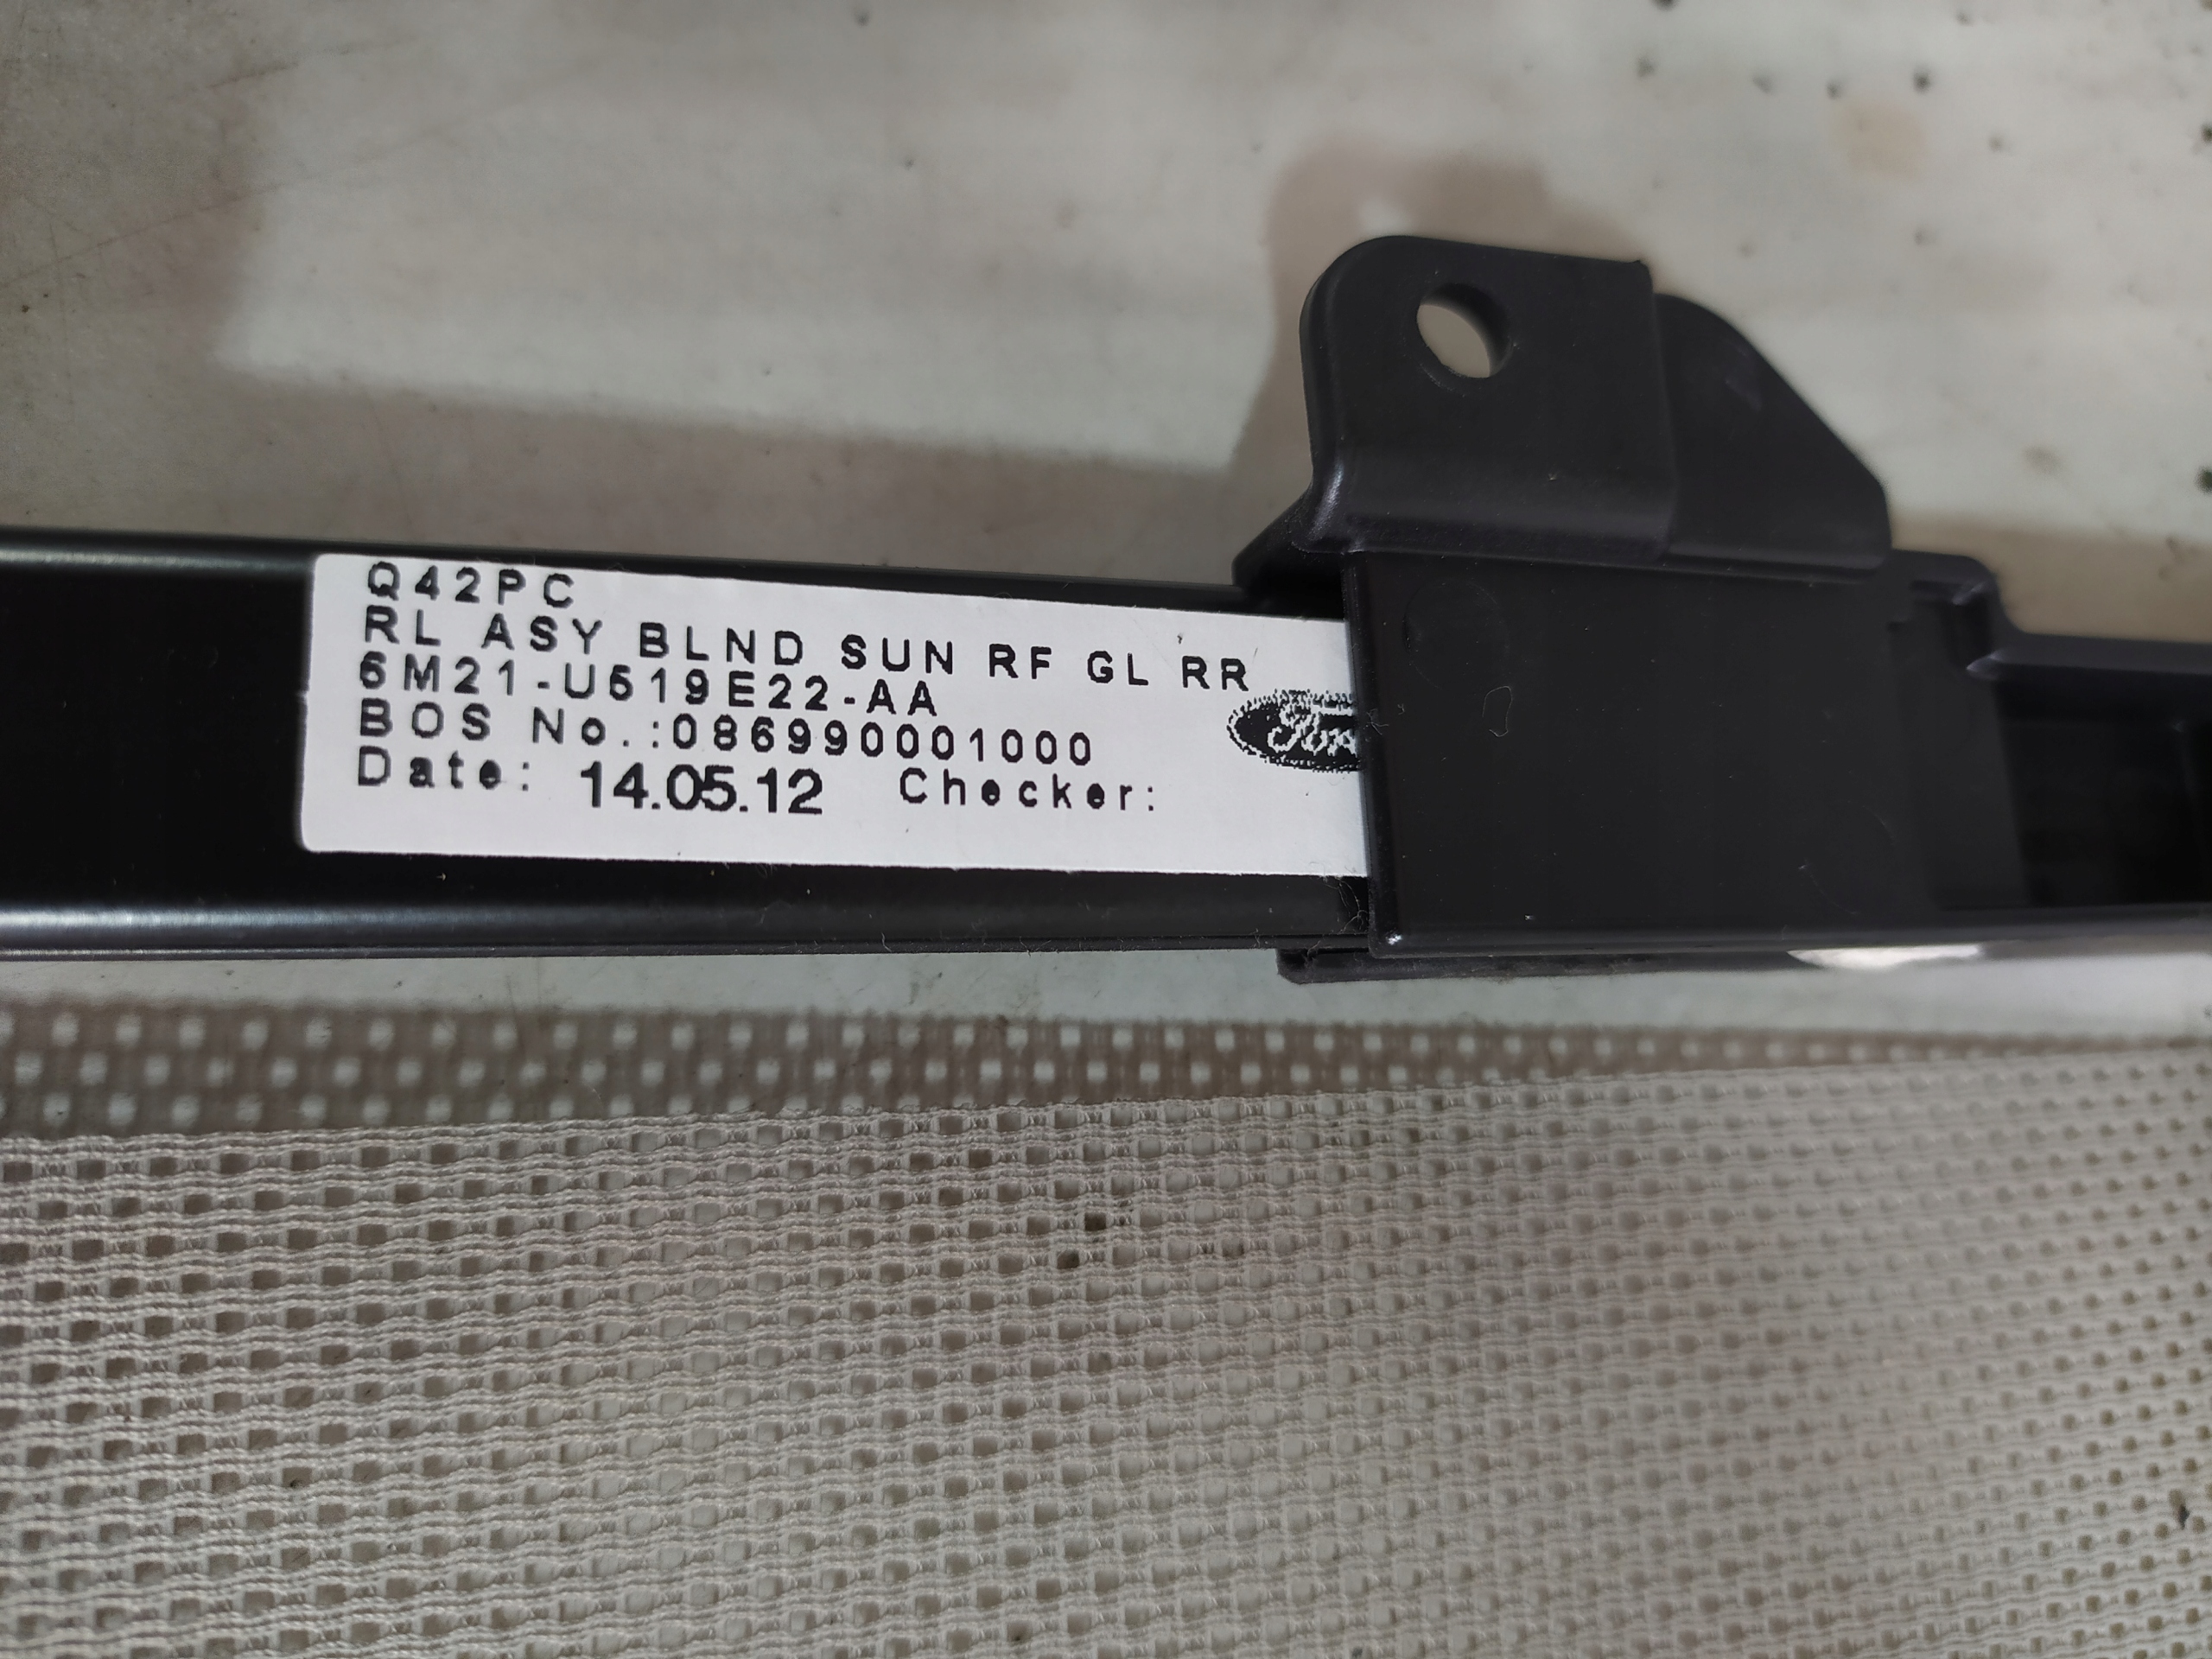 Q42PC
RL ASY BLND SUN RF GL RR
6M21-U519E22-AA
BOS No.:086990001000
Ford
Date: 14.05.12 Checker: